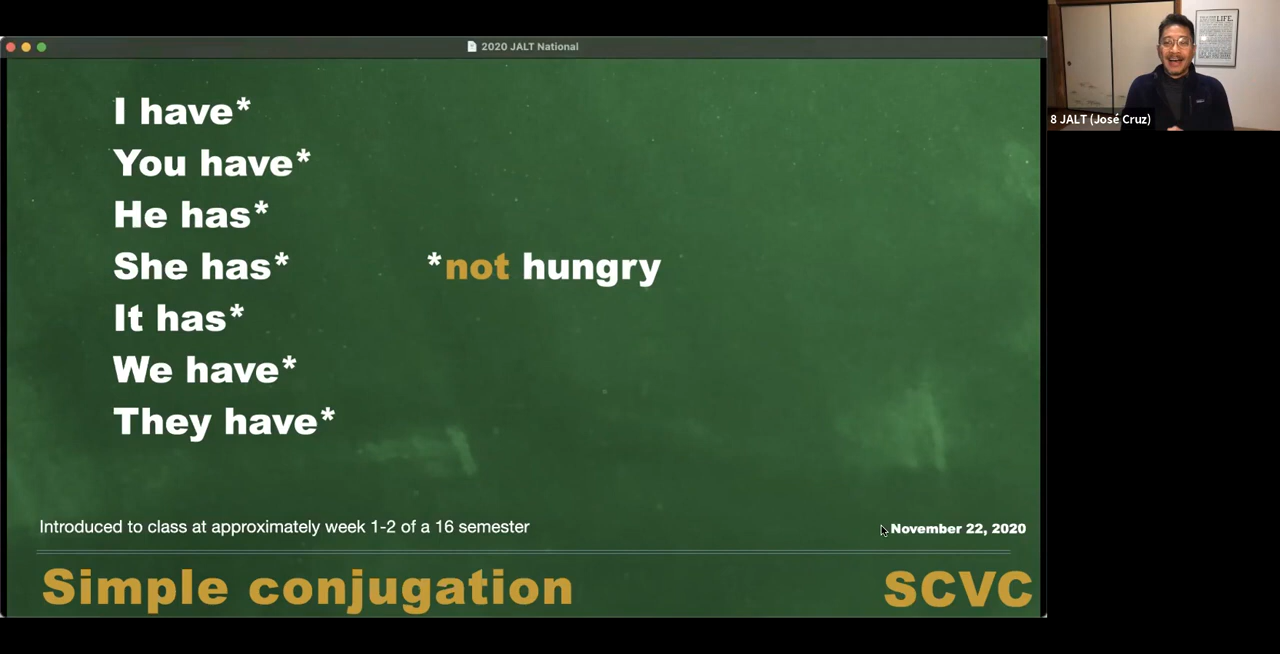 2020 JALT National
I have*
You have*
He has*
She has*
*not hungry
It has*
We have*
They have*
Introduced to class at approximately week 1-2 of a 16 semester
November 22, 2020
Simple conjugation
SCVC
LIFE.
8 JALT (José Cruz)